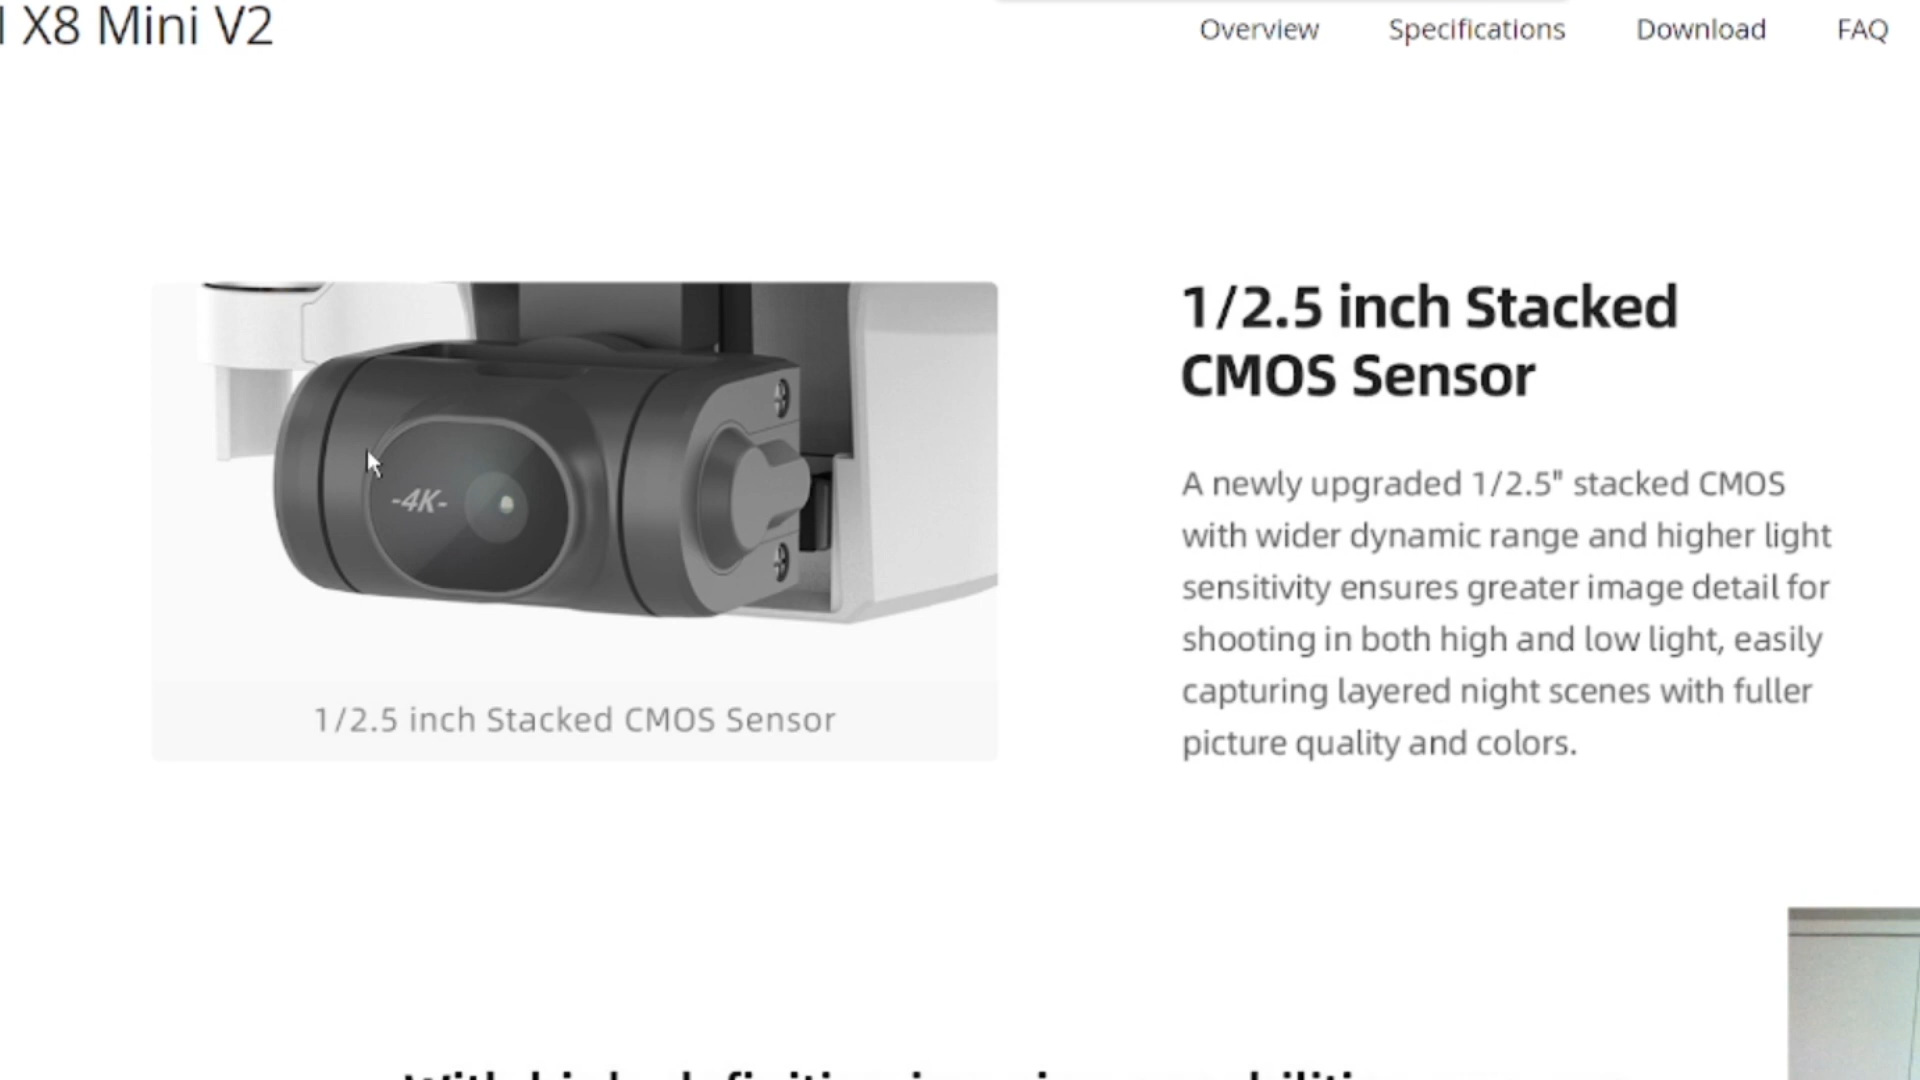 X8 Mini V2
Overview
Specifications
Download
FAQ
-4K-
1/2.5 inch Stacked CMOS Sensor
1/2.5 inch Stacked
CMOS Sensor
A newly upgraded 1/2.5" stacked CMOS
with wider dynamic range and higher light
sensitivity ensures greater image detail for
shooting in both high and low light, easily
capturing layered night scenes with fuller
picture quality and colors.